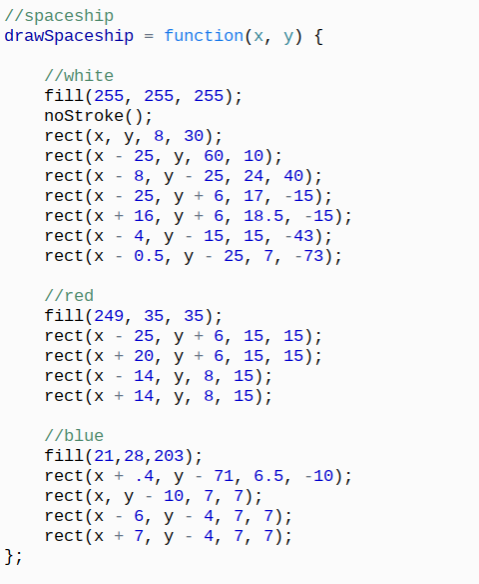 //spaceship
drawSpaceship = function(x, y) {
    //white
    fill(255, 255, 255);
    noStroke();
    rect(x, y, 8, 30);
    rect(x - 25, y, 60, 10);
    rect(x - 8, y - 25, 24, 40);
    rect(x - 25, y + 6, 17, -15);
    rect(x + 16, y + 6, 18.5, -15);
    rect(x - 4, y - 15, 15, -43);
    rect(x - 0.5, y - 25, 7, -73);
    //red
    fill(249, 35, 35);
    rect(x - 25, y + 6, 15, 15);
    rect(x + 20, y + 6, 15, 15);
    rect(x - 14, y, 8, 15);
    rect(x + 14, y, 8, 15);
    //blue
    fill(21,28,203);
    rect(x + .4, y - 71, 6.5, -10);
    rect(x, y - 10, 7, 7);
    rect(x - 6, y - 4, 7, 7);
    rect(x + 7, y - 4, 7, 7);
};